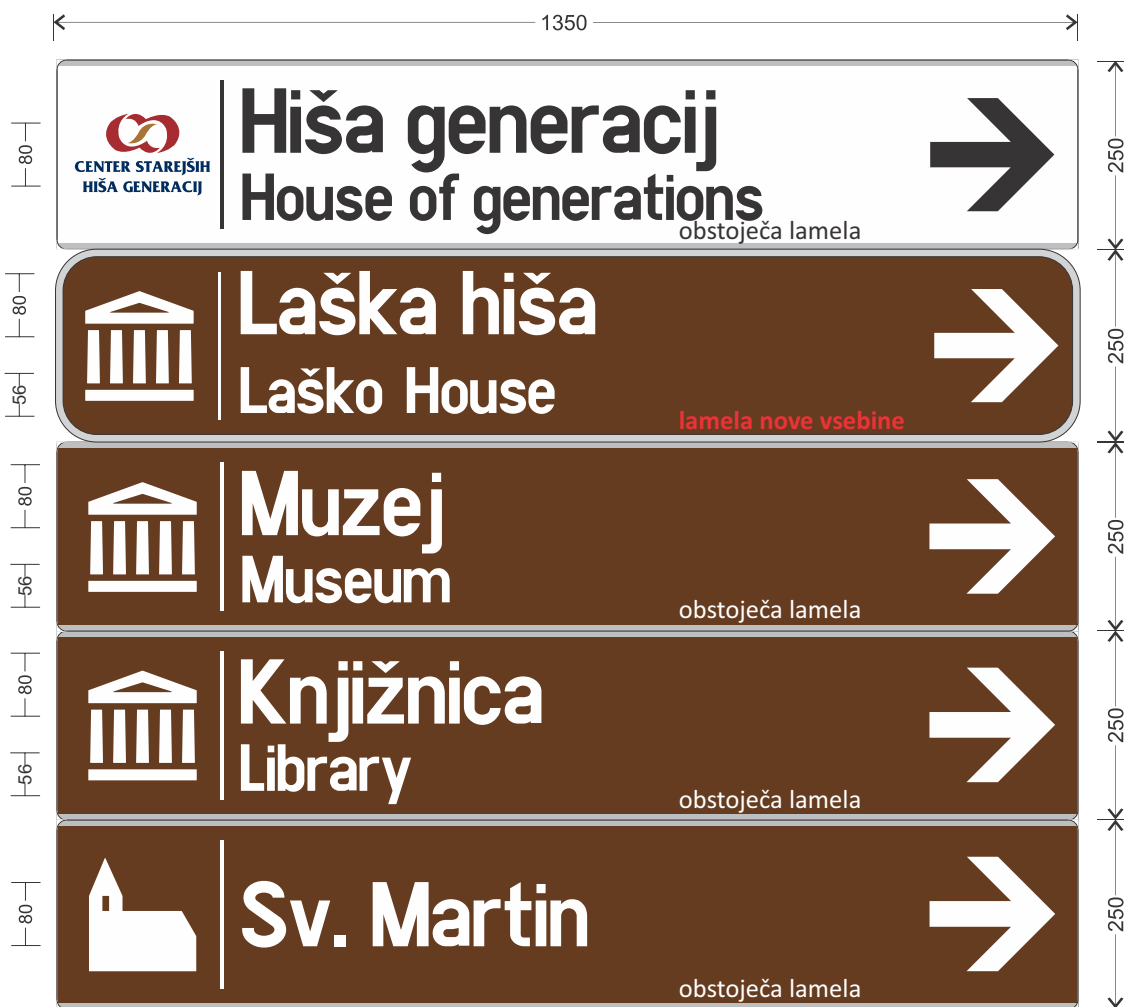 1350
CENTER STAREJŠIH
HIŠA GENERACIJ
Hiša generacij
House of generations
obstoječa lamela
80
250
Laška hiša
Laško House
lamela nove vsebine
80
56
250
Muzej
Museum
obstoječa lamela
80
56
250
Knjižnica
Library
obstoječa lamela
80
56
250
Sv. Martin
obstoječa lamela
80
250